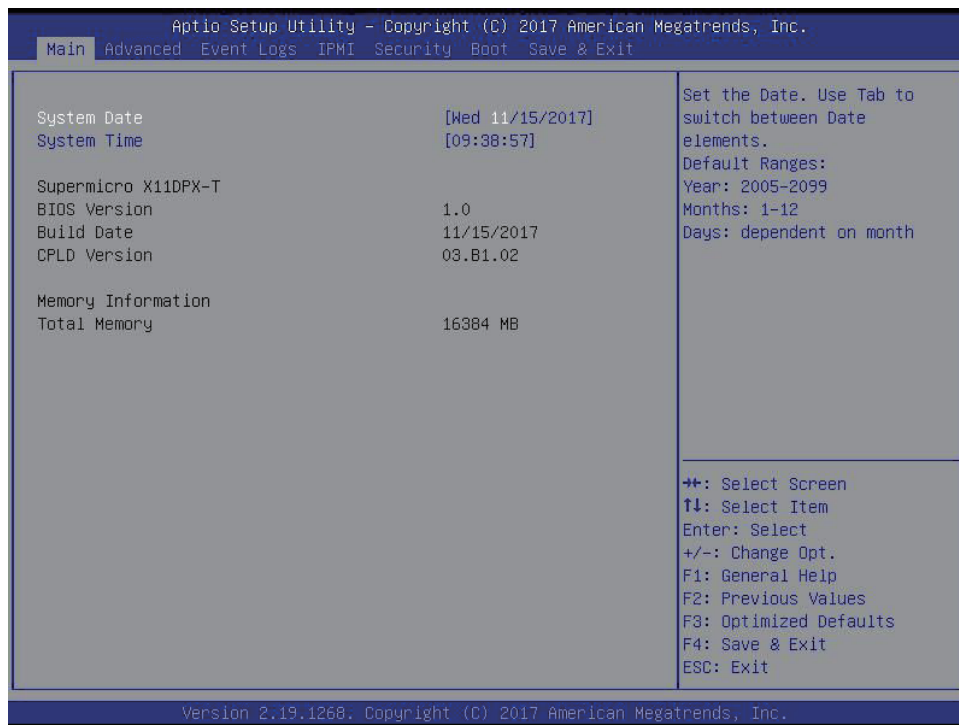 Aptio Setup Utility – Copyright (C) 2017 American Megatrends, Inc.
Main Advanced Event Logs IPMI Security Boot Save & Exit
System Date [Wed 11/15/2017]
System Time [09:38:57]
Supermicro X11DPX-T
BIOS Version 1.0
Build Date 11/15/2017
CPLD Version 03.B1.02
Memory Information
Total Memory 16384 MB
Set the Date. Use Tab to
switch between Date
elements.
Default Ranges:
Year: 2005-2099
Months: 1-12
Days: dependent on month
→←: Select Screen
↑↓: Select Item
Enter: Select
+/-: Change Opt.
F1: General Help
F2: Previous Values
F3: Optimized Defaults
F4: Save & Exit
ESC: Exit
Version 2.19.1268. Copyright (C) 2017 American Megatrends, Inc.